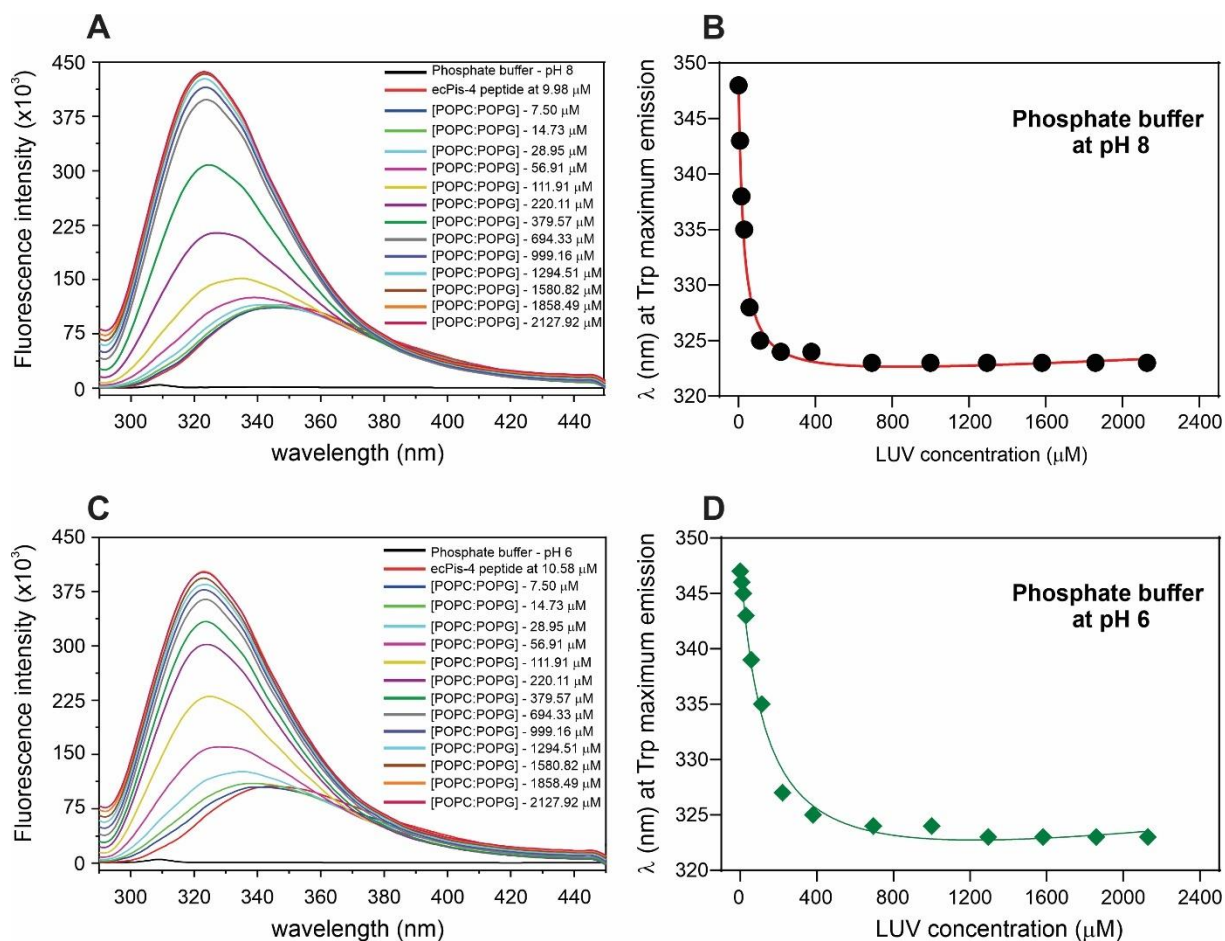 A
Fluorescence intensity (x10³)
450
375
300
225
150
75
0
300 320 340 360 380 400 420 440
wavelength (nm)
Phosphate buffer - pH 8
ecPis-4 peptide at 9.98 μM
[POPC:POPG] - 7.50 μM
[POPC:POPG] - 14.73 μM
[POPC:POPG] - 28.95 μM
[POPC:POPG] - 56.91 μM
[POPC:POPG] - 111.91 μM
[POPC:POPG] - 220.11 μM
[POPC:POPG] - 379.57 μM
[POPC:POPG] - 694.33 μM
[POPC:POPG] - 999.16 μM
[POPC:POPG] - 1294.51 μM
[POPC:POPG] - 1580.82 μM
[POPC:POPG] - 1858.49 μM
[POPC:POPG] - 2127.92 μM
B
λ (nm) at Trp maximum emission
350
345
340
335
330
325
320
0 400 800 1200 1600 2000 2400
LUV concentration (μM)
Phosphate buffer
at pH 8
C
Fluorescence intensity (x10³)
450
375
300
225
150
75
0
300 320 340 360 380 400 420 440
wavelength (nm)
Phosphate buffer - pH 6
ecPis-4 peptide at 10.58 μM
[POPC:POPG] - 7.50 μM
[POPC:POPG] - 14.73 μM
[POPC:POPG] - 28.95 μM
[POPC:POPG] - 56.91 μM
[POPC:POPG] - 111.91 μM
[POPC:POPG] - 220.11 μM
[POPC:POPG] - 379.57 μM
[POPC:POPG] - 694.33 μM
[POPC:POPG] - 999.16 μM
[POPC:POPG] - 1294.51 μM
[POPC:POPG] - 1580.82 μM
[POPC:POPG] - 1858.49 μM
[POPC:POPG] - 2127.92 μM
D
λ (nm) at Trp maximum emission
350
345
340
335
330
325
320
0 400 800 1200 1600 2000 2400
LUV concentration (μM)
Phosphate buffer
at pH 6